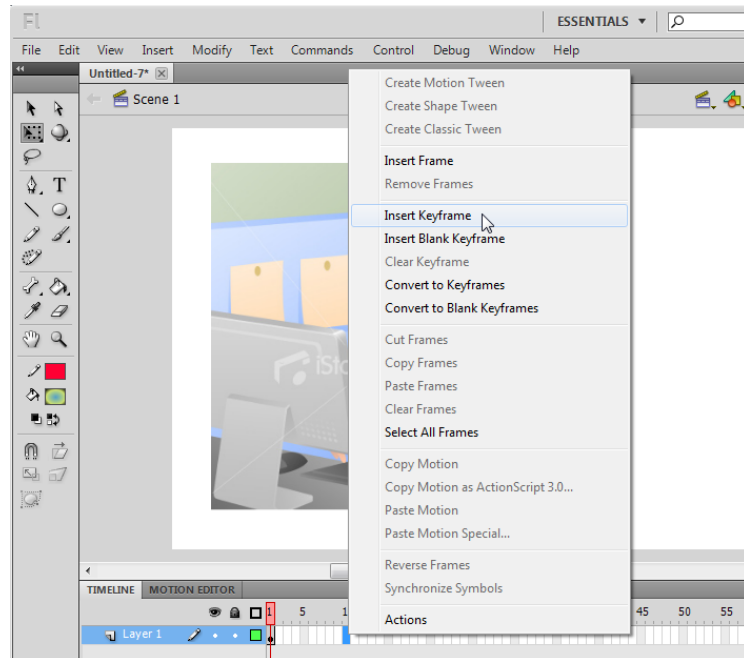 Fl
ESSENTIALS
File Edit View Insert Modify Text Commands Control Debug Window Help
Untitled-7*
Scene 1
T
Create Motion Tween
Create Shape Tween
Create Classic Tween
Insert Frame
Remove Frames
Insert Keyframe
Insert Blank Keyframe
Clear Keyframe
Convert to Keyframes
Convert to Blank Keyframes
Cut Frames
Copy Frames
Paste Frames
Clear Frames
Select All Frames
Copy Motion
Copy Motion as ActionScript 3.0...
Paste Motion
Paste Motion Special...
Reverse Frames
Synchronize Symbols
Actions
iSto
TIMELINE MOTION EDITOR
1 5 1 45 50 55
Layer 1